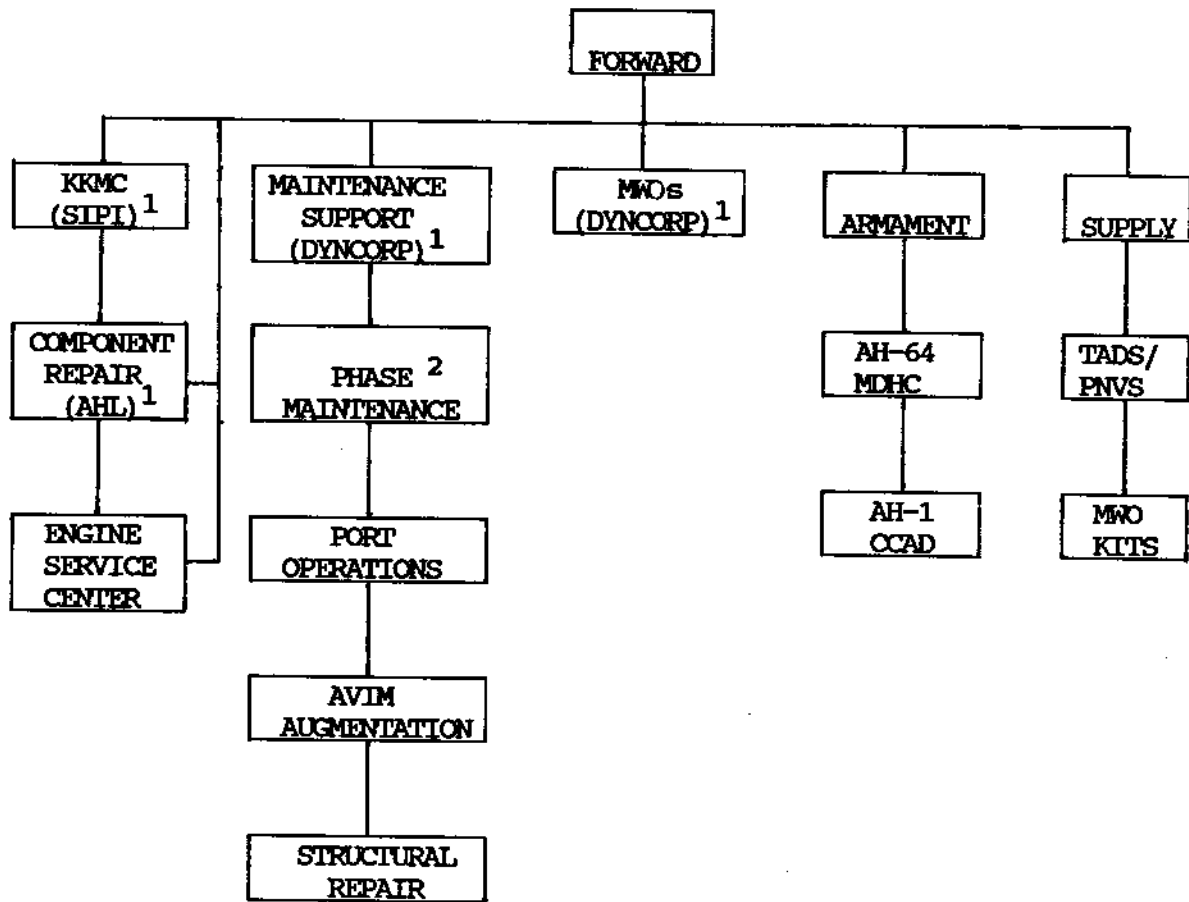 FORWARD
KKMC
(SIPI) 1
COMPONENT
REPAIR
(AHL) 1
ENGINE
SERVICE
CENTER
MAINTENANCE
SUPPORT
(DYNCORP) 1
PHASE 2
MAINTENANCE
PORT
OPERATIONS
AVIM
AUGMENTATION
STRUCTURAL
REPAIR
MWOs
(DYNCORP) 1
ARMAMENT
AH-64
MDHC
AH-1
CCAD
SUPPLY
TADS/
PNVS
MWO
KITS